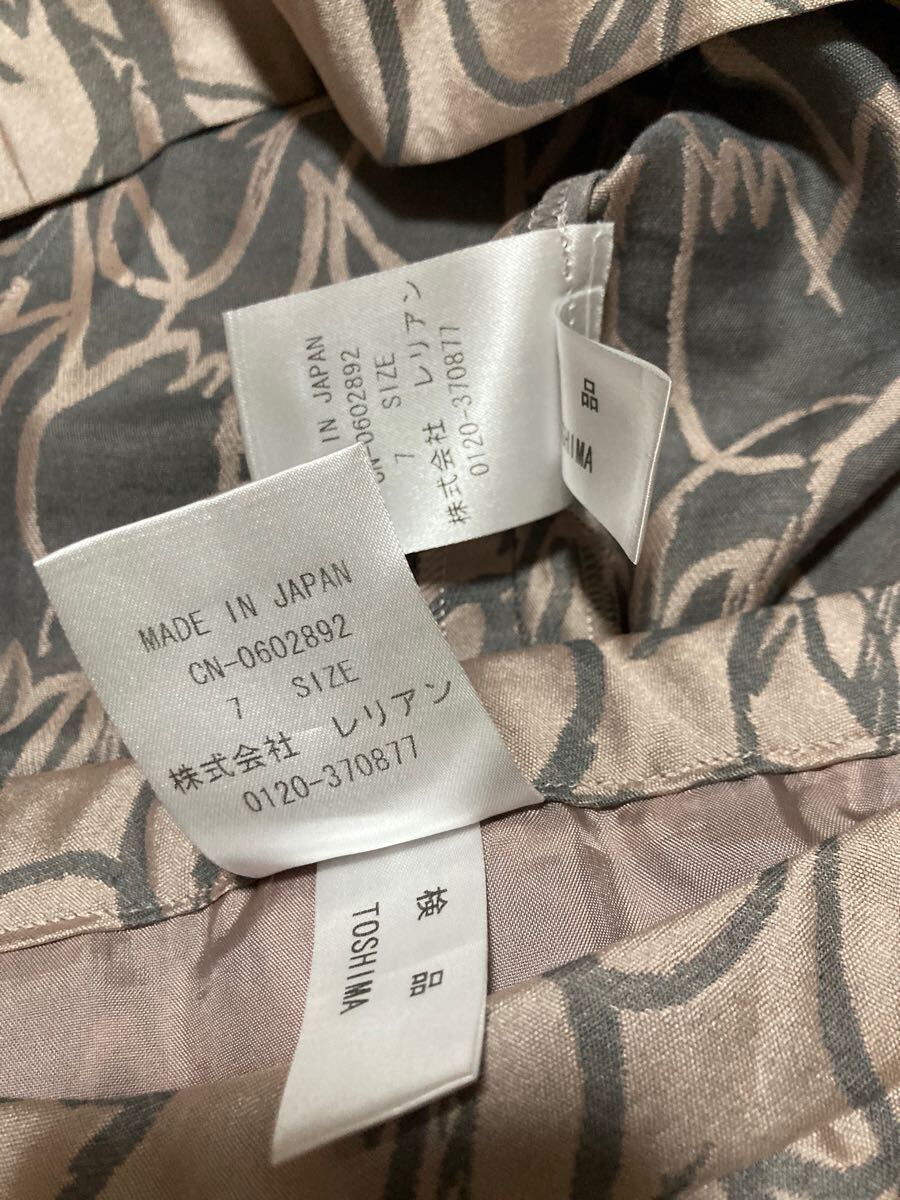 IN JAPAN
CN-0602892
7 SIZE
株式会社 レリアン
0120-370877
品
HIMA
MADE IN JAPAN
CN-0602892
7 SIZE
株式会社 レリアン
0120-370877
検品
TOSHIMA